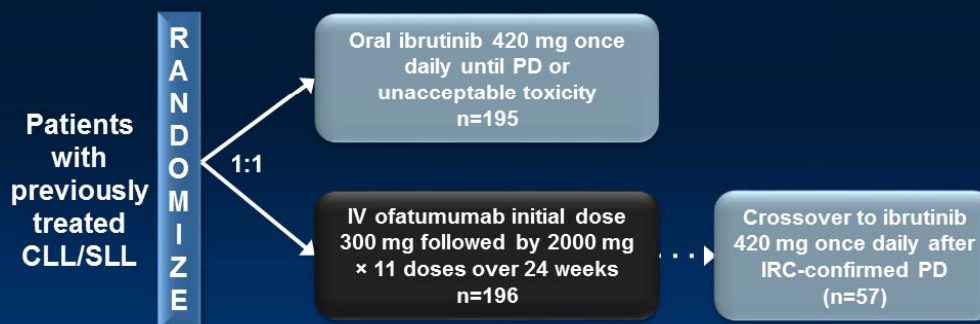 Patients
with
previously
treated
CLL/SLL
RANDOMIZE
1:1
Oral ibrutinib 420 mg once
daily until PD or
unacceptable toxicity
n=195
IV ofatumumab initial dose
300 mg followed by 2000 mg
× 11 doses over 24 weeks
n=196
Crossover to ibrutinib
420 mg once daily after
IRC-confirmed PD
(n=57)